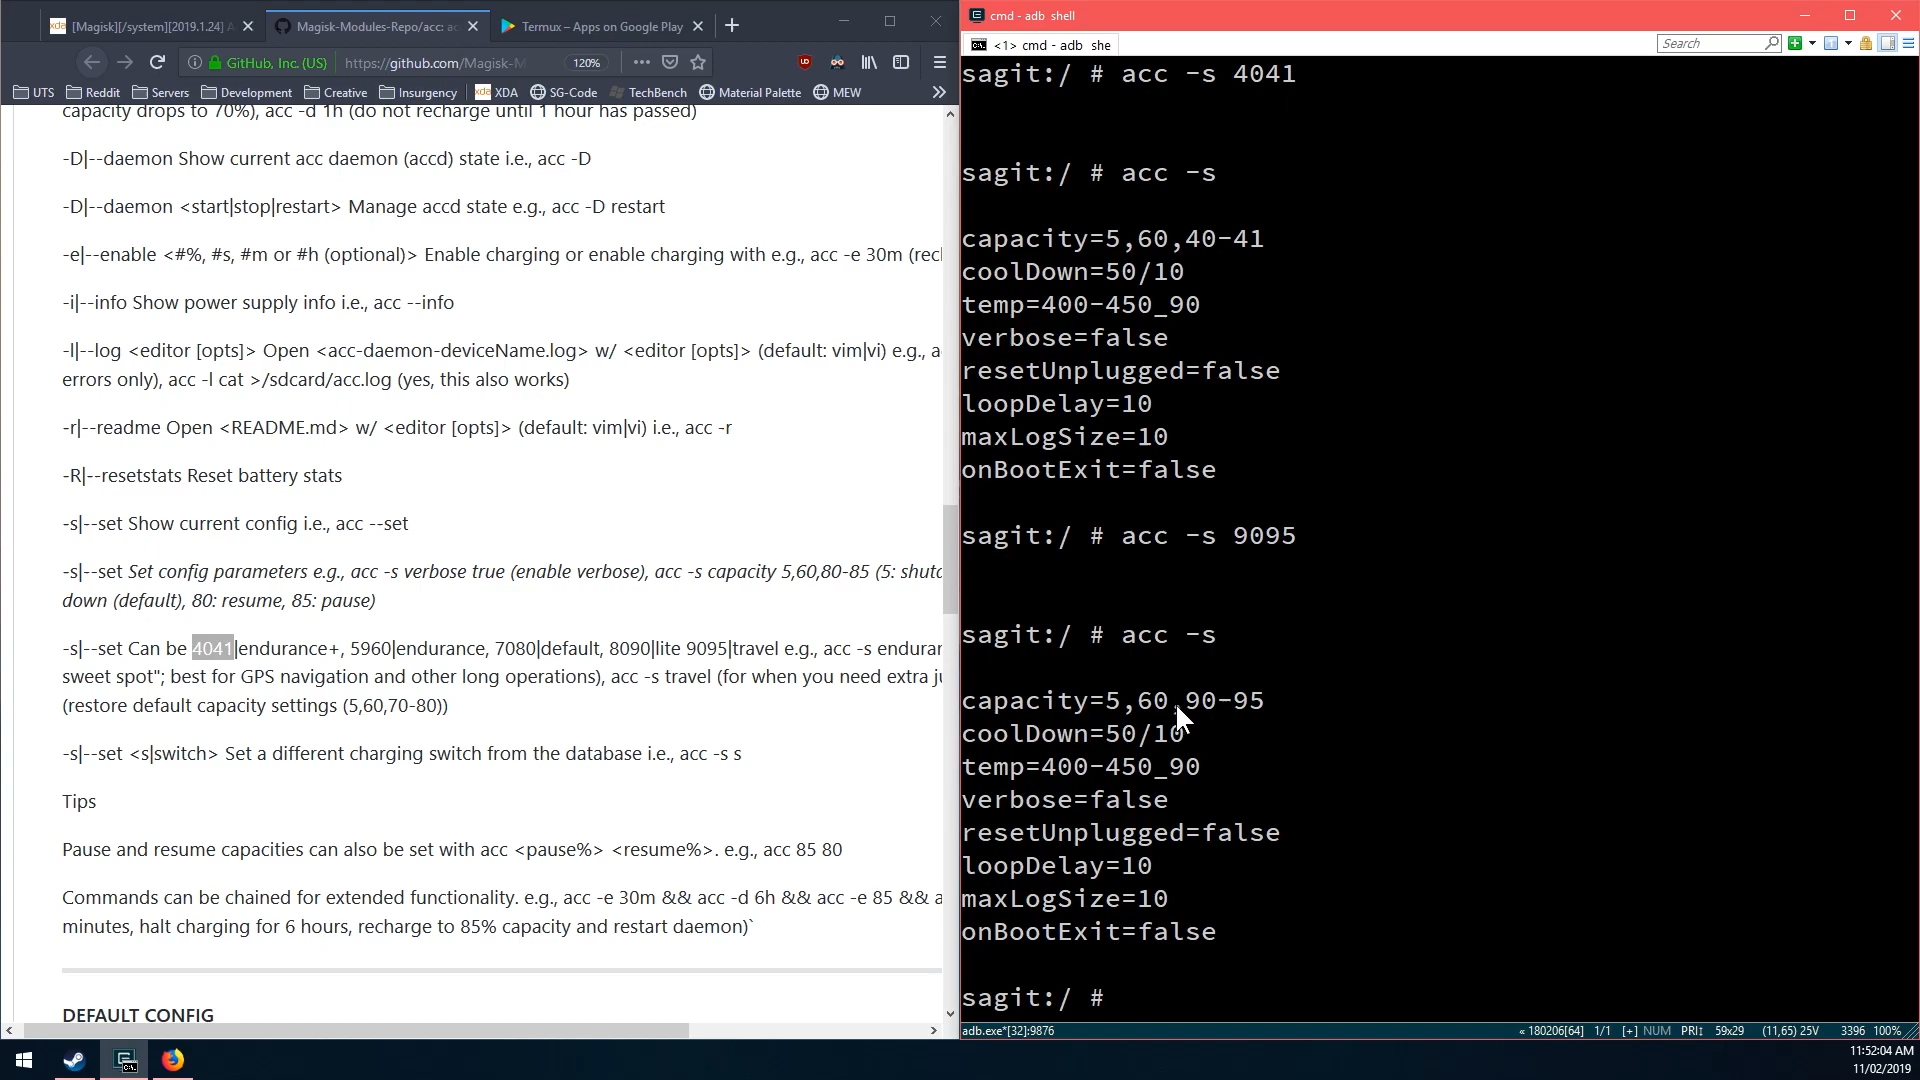 [Magisk][/system][2019.1.24] A
Magisk-Modules-Repo/acc: ac
Termux – Apps on Google Play
GitHub, Inc. (US)
https://github.com/Magisk-M
120%
UTS
Reddit
Servers
Development
Creative
Insurgency
XDA
SG-Code
TechBench
Material Palette
MEW
capacity drops to 70%), acc -d 1h (do not recharge until 1 hour has passed)
-D|--daemon Show current acc daemon (accd) state i.e., acc -D
-D|--daemon <start|stop|restart> Manage accd state e.g., acc -D restart
-e|--enable <#%, #s, #m or #h (optional)> Enable charging or enable charging with e.g., acc -e 30m (rec
-i|--info Show power supply info i.e., acc --info
-l|--log <editor [opts]> Open <acc-daemon-deviceName.log> w/ <editor [opts]> (default: vim|vi) e.g., a
errors only), acc -l cat >/sdcard/acc.log (yes, this also works)
-r|--readme Open <README.md> w/ <editor [opts]> (default: vim|vi) i.e., acc -r
-R|--resetstats Reset battery stats
-s|--set Show current config i.e., acc --set
-s|--set Set config parameters e.g., acc -s verbose true (enable verbose), acc -s capacity 5,60,80-85 (5: shutd
down (default), 80: resume, 85: pause)
-s|--set Can be 4041|endurance+, 5960|endurance, 7080|default, 8090|lite 9095|travel e.g., acc -s enduran
sweet spot"; best for GPS navigation and other long operations), acc -s travel (for when you need extra ju
(restore default capacity settings (5,60,70-80))
-s|--set <s|switch> Set a different charging switch from the database i.e., acc -s s
Tips
Pause and resume capacities can also be set with acc <pause%> <resume%>. e.g., acc 85 80
Commands can be chained for extended functionality. e.g., acc -e 30m && acc -d 6h && acc -e 85 && a
minutes, halt charging for 6 hours, recharge to 85% capacity and restart daemon)`
DEFAULT CONFIG
cmd - adb shell
<1> cmd - adb she
Search
sagit:/ # acc -s 4041
sagit:/ # acc -s
capacity=5,60,40-41
coolDown=50/10
temp=400-450_90
verbose=false
resetUnplugged=false
loopDelay=10
maxLogSize=10
onBootExit=false
sagit:/ # acc -s 9095
sagit:/ # acc -s
capacity=5,60,90-95
coolDown=50/10
temp=400-450_90
verbose=false
resetUnplugged=false
loopDelay=10
maxLogSize=10
onBootExit=false
sagit:/ #
adb.exe*[32]:9876
« 180206[64] 1/1 [+] NUM PRI↕ 59x29 (11,65) 25V 3396 100%
11:52:04 AM
11/02/2019